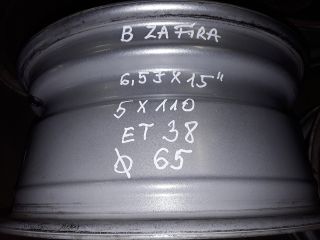 B ZAFIRA
6,5J X 15"
5 X 110
ET 38
Ø 65